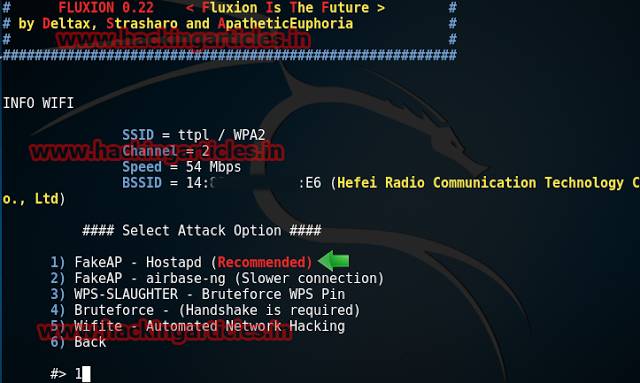 # FLUXION 0.22 < Fluxion Is The Future > #
# by Deltax, Strasharo and ApatheticEuphoria #
www.hackingarticles.in
# #
#########################################################
INFO WIFI
SSID = ttpl / WPA2
www.hackingarticles.in
Channel = 2
Speed = 54 Mbps
BSSID = 14: :E6 (Hefei Radio Communication Technology C
o., Ltd)
#### Select Attack Option ####
1) FakeAP - Hostapd (Recommended)
2) FakeAP - airbase-ng (Slower connection)
3) WPS-SLAUGHTER - Bruteforce WPS Pin
4) Bruteforce - (Handshake is required)
5) Wifite - Automated Network Hacking
www.hackingarticles.in
6) Back
#> 1